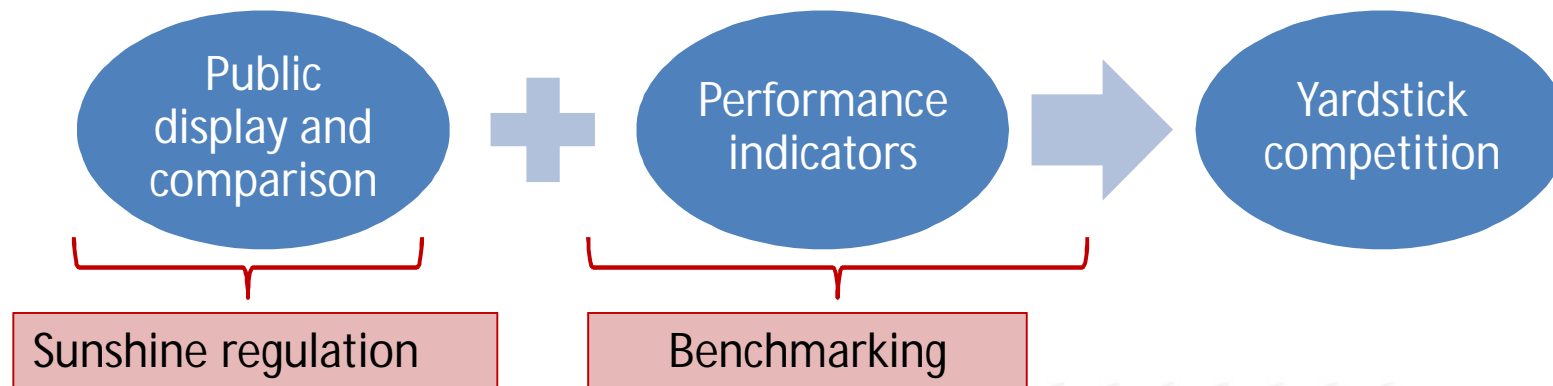 Public
display and
comparison
Performance
indicators
Yardstick
competition
Sunshine regulation
Benchmarking